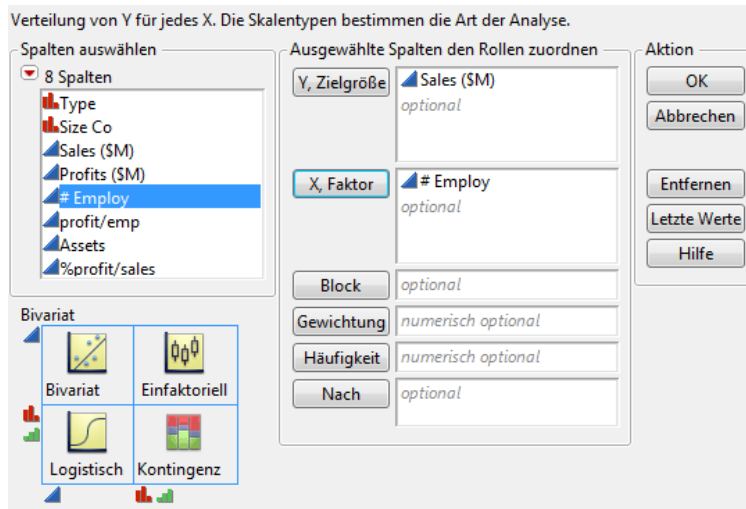 Verteilung von Y für jedes X. Die Skalentypen bestimmen die Art der Analyse.
Spalten auswählen
8 Spalten
Type
Size Co
Sales ($M)
Profits ($M)
# Employ
profit/emp
Assets
%profit/sales
Bivariat
Bivariat
Einfaktoriell
Logistisch
Kontingenz
Ausgewählte Spalten den Rollen zuordnen
Y, Zielgröße
Sales ($M)
optional
X, Faktor
# Employ
optional
Block
optional
Gewichtung
numerisch optional
Häufigkeit
numerisch optional
Nach
optional
Aktion
OK
Abbrechen
Entfernen
Letzte Werte
Hilfe